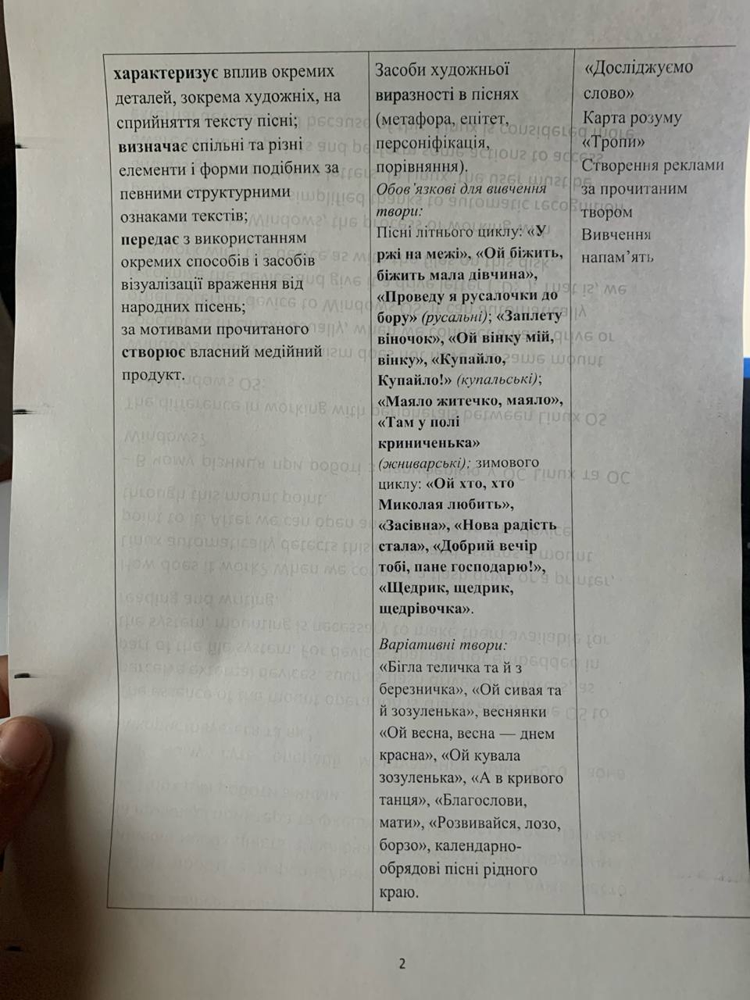 характеризує вплив окремих
деталей, зокрема художніх, на
сприйняття тексту пісні;
визначає спільні та різні
елементи і форми подібних за
певними структурними
ознаками текстів;
передає з використанням
окремих способів і засобів
візуалізації враження від
народних пісень;
за мотивами прочитаного
створює власний медійний
продукт.
Засоби художньої
виразності в піснях
(метафора, епітет,
персоніфікація,
порівняння).
Обов'язкові для вивчення
твори:
Пісні літнього циклу: «У
ржі на межі», «Ой біжить,
біжить мала дівчина»,
«Проведу я русалочки до
бору» (русальні); «Заплету
віночок», «Ой вінку мій,
вінку», «Купайло,
Купайло!» (купальські);
«Маяло житечко, маяло»,
«Там у полі
криниченька»
(жниварські); зимового
циклу: «Ой хто, хто
Миколая любить»,
«Засівна», «Нова радість
стала», «Добрий вечір
тобі, пане господарю!»,
«Щедрик, щедрик,
щедрівочка».
Варіативні твори:
«Бігла теличка та й з
березничка», «Ой сивая та
й зозуленька», веснянки
«Ой весна, весна — днем
красна», «Ой кувала
зозуленька», «А в кривого
танця», «Благослови,
мати», «Розвивайся, лозо,
борзо», календарно-
обрядові пісні рідного
краю.
«Досліджуємо
слово»
Карта розуму
«Тропи»
Створення реклами
за прочитаним
твором
Вивчення
напам'ять
2